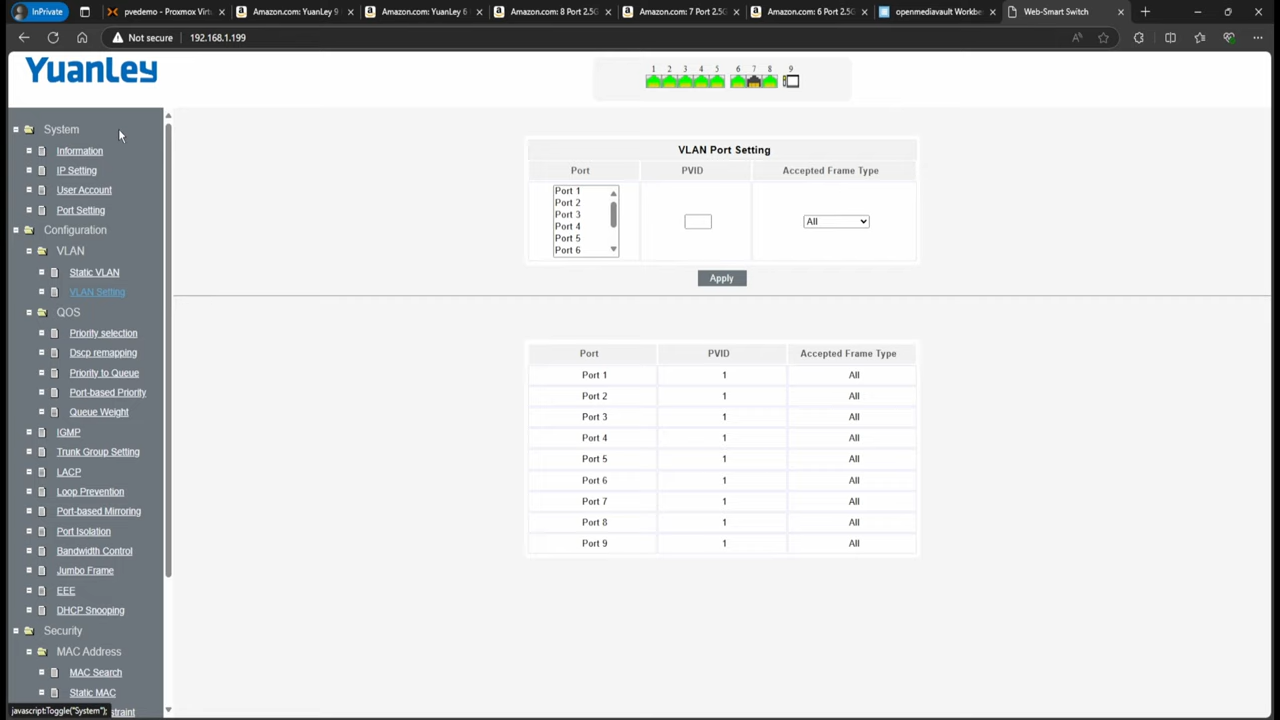 InPrivate
pvedemo - Proxmox Virt
Amazon.com: YuanLey 9
Amazon.com: YuanLey 6
Amazon.com: 8 Port 2.5G
Amazon.com: 7 Port 2.5G
Amazon.com: 6 Port 2.5G
openmediavault Workbe
Web-Smart Switch
Not secure
192.168.1.199
YuanLey
1 2 3 4 5 6 7 8 9
System
Information
IP Setting
User Account
Port Setting
Configuration
VLAN
Static VLAN
VLAN Setting
QOS
Priority selection
Dscp remapping
Priority to Queue
Port-based Priority
Queue Weight
IGMP
Trunk Group Setting
LACP
Loop Prevention
Port-based Mirroring
Port Isolation
Bandwidth Control
Jumbo Frame
EEE
DHCP Snooping
Security
MAC Address
MAC Search
Static MAC
straint
javascript:Toggle("System");
VLAN Port Setting
Port PVID Accepted Frame Type
Port 1
Port 2
Port 3
Port 4
Port 5
Port 6
All
Apply
Port PVID Accepted Frame Type
Port 1 1 All
Port 2 1 All
Port 3 1 All
Port 4 1 All
Port 5 1 All
Port 6 1 All
Port 7 1 All
Port 8 1 All
Port 9 1 All